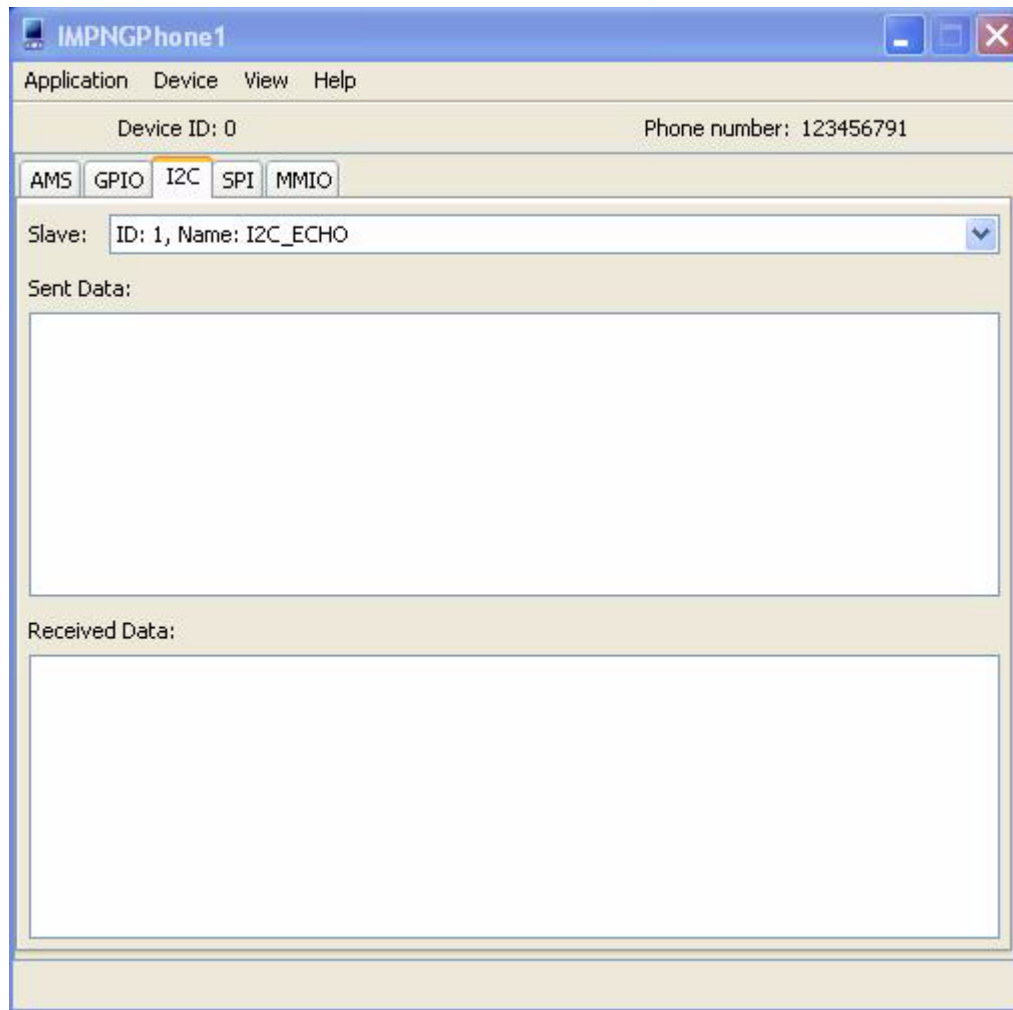 IMPNGPhone1
Application Device View Help
Device ID: 0 Phone number: 123456791
AMS GPIO I2C SPI MMIO
Slave: ID: 1, Name: I2C_ECHO
Sent Data:
Received Data: